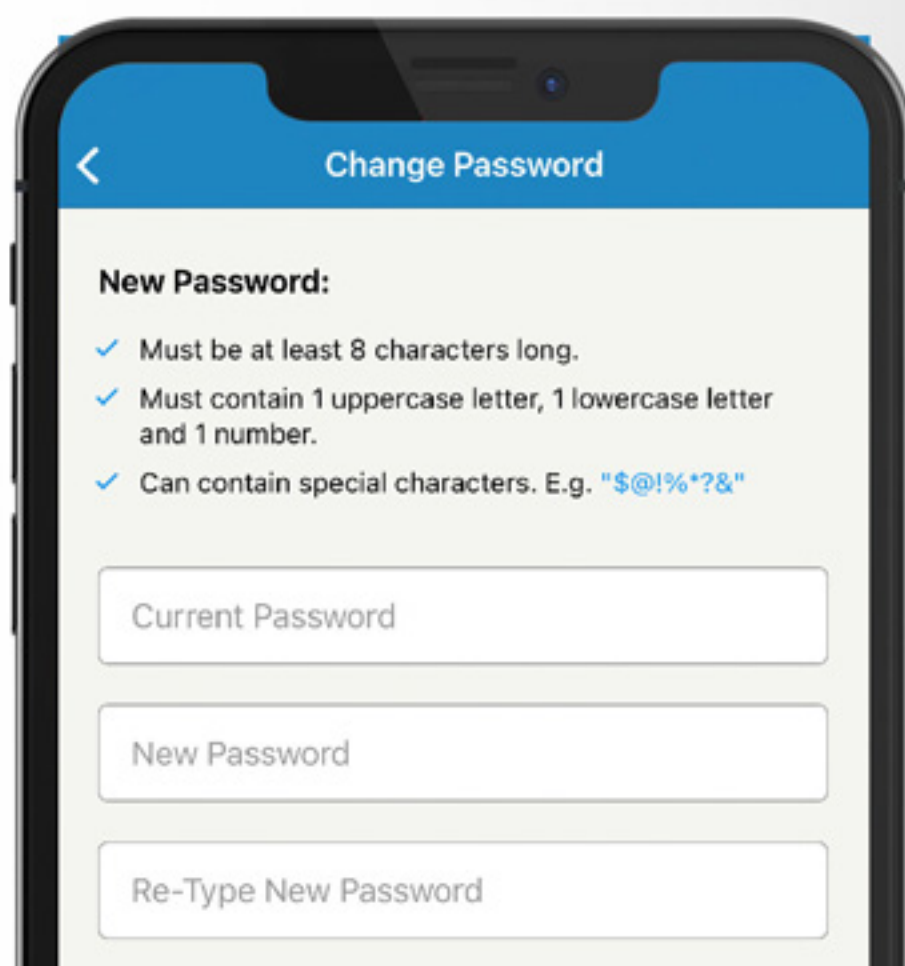 Change Password
New Password:
Must be at least 8 characters long.
Must contain 1 uppercase letter, 1 lowercase letter
and 1 number.
Can contain special characters. E.g. "$@!%*?&"
Current Password
New Password
Re-Type New Password